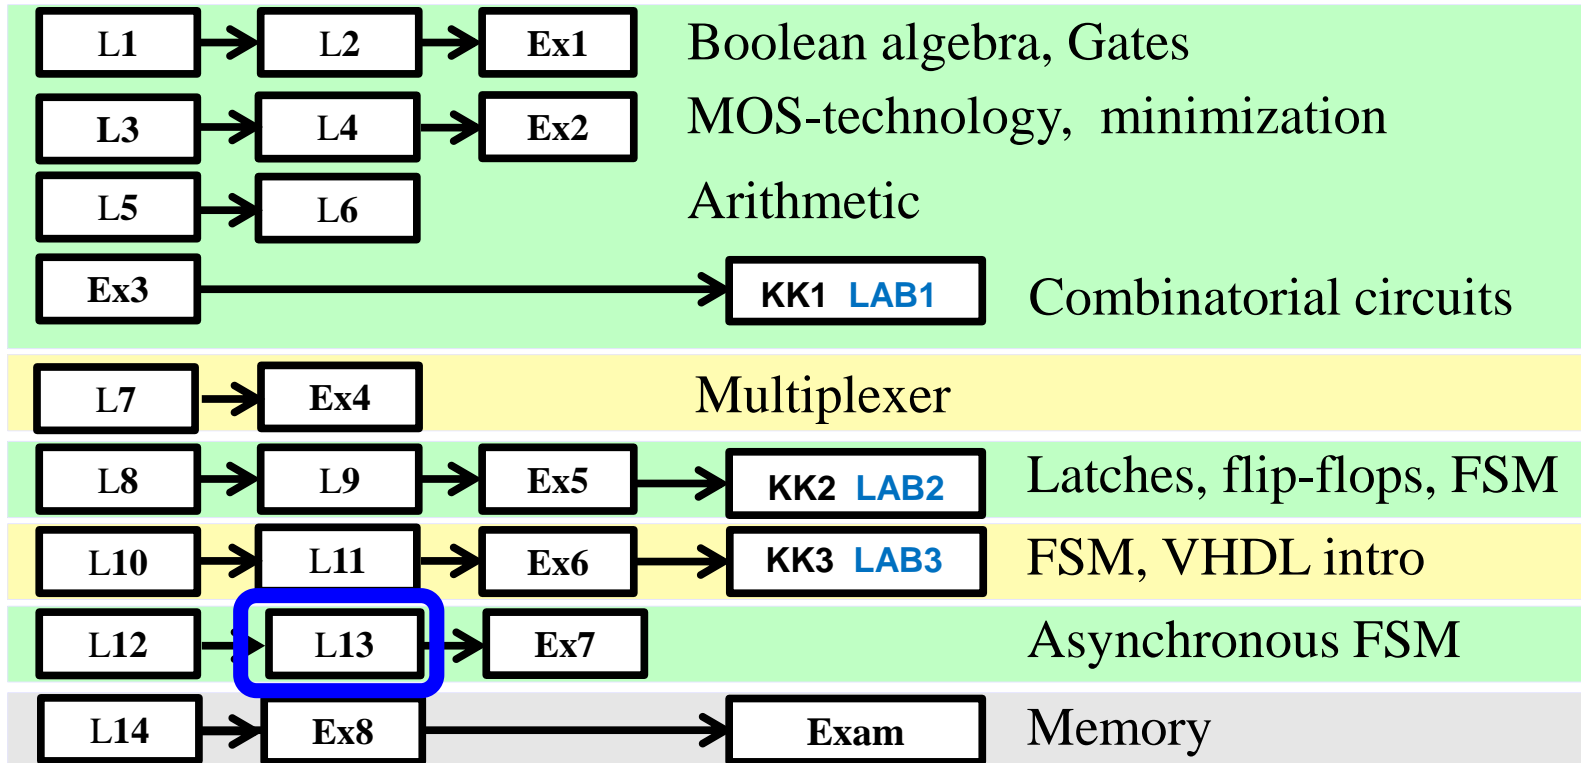 L1 L2 Ex1 Boolean algebra, Gates
L3 L4 Ex2 MOS-technology, minimization
L5 L6 Arithmetic
Ex3 KK1 LAB1 Combinatorial circuits
L7 Ex4 Multiplexer
L8 L9 Ex5 KK2 LAB2 Latches, flip-flops, FSM
L10 L11 Ex6 KK3 LAB3 FSM, VHDL intro
L12 L13 Ex7 Asynchronous FSM
L14 Ex8 Exam Memory